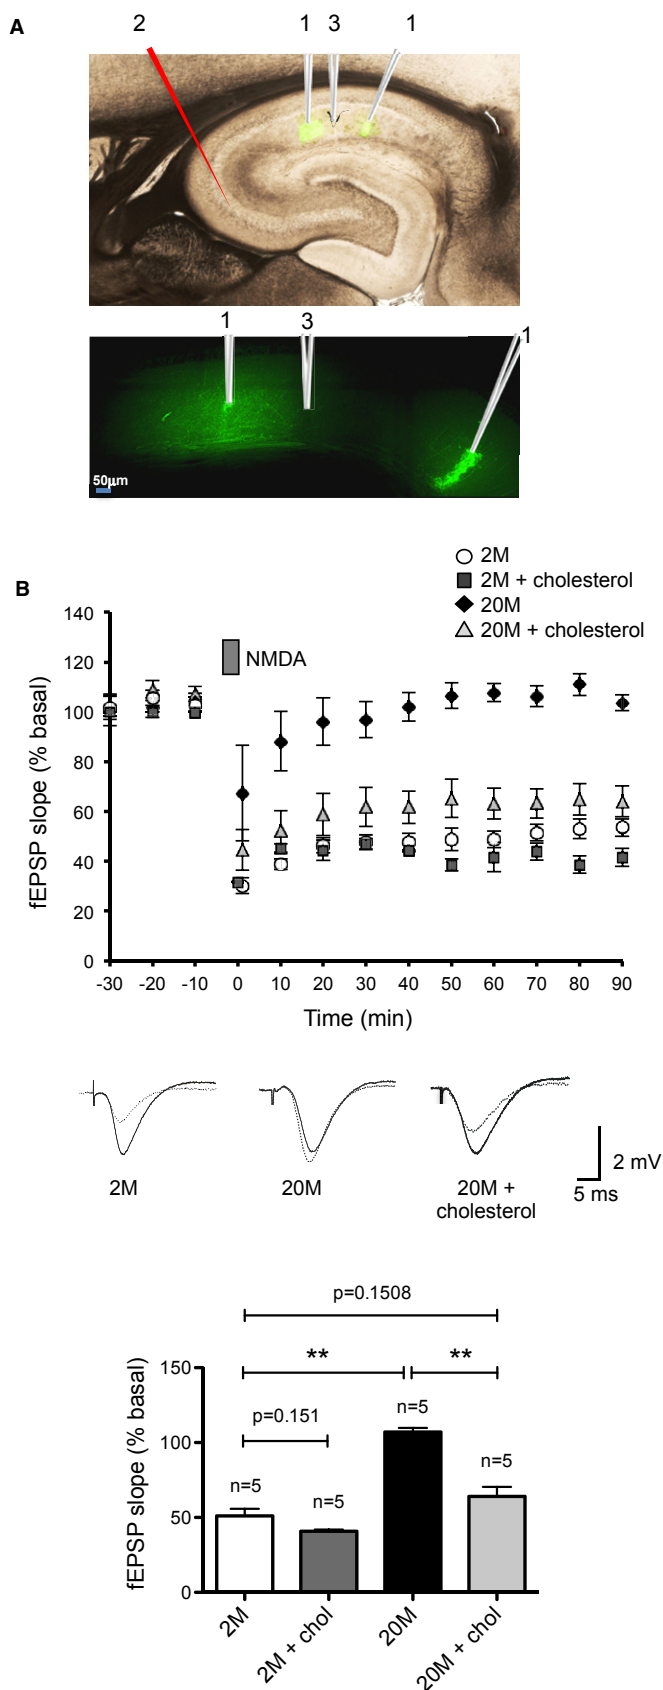 A
2 1 3 1
1 3 1
50µm
B
2M
2M + cholesterol
20M
20M + cholesterol
NMDA
fEPSP slope (% basal)
140
120
100
80
60
40
20
0
-30 -20 -10 0 10 20 30 40 50 60 70 80 90
Time (min)
2M
20M
20M +
cholesterol
2 mV
5 ms
p=0.1508
** **
p=0.151
n=5
n=5
n=5
n=5
fEPSP slope (% basal)
150
100
50
0
2M
2M + chol
20M
20M + chol